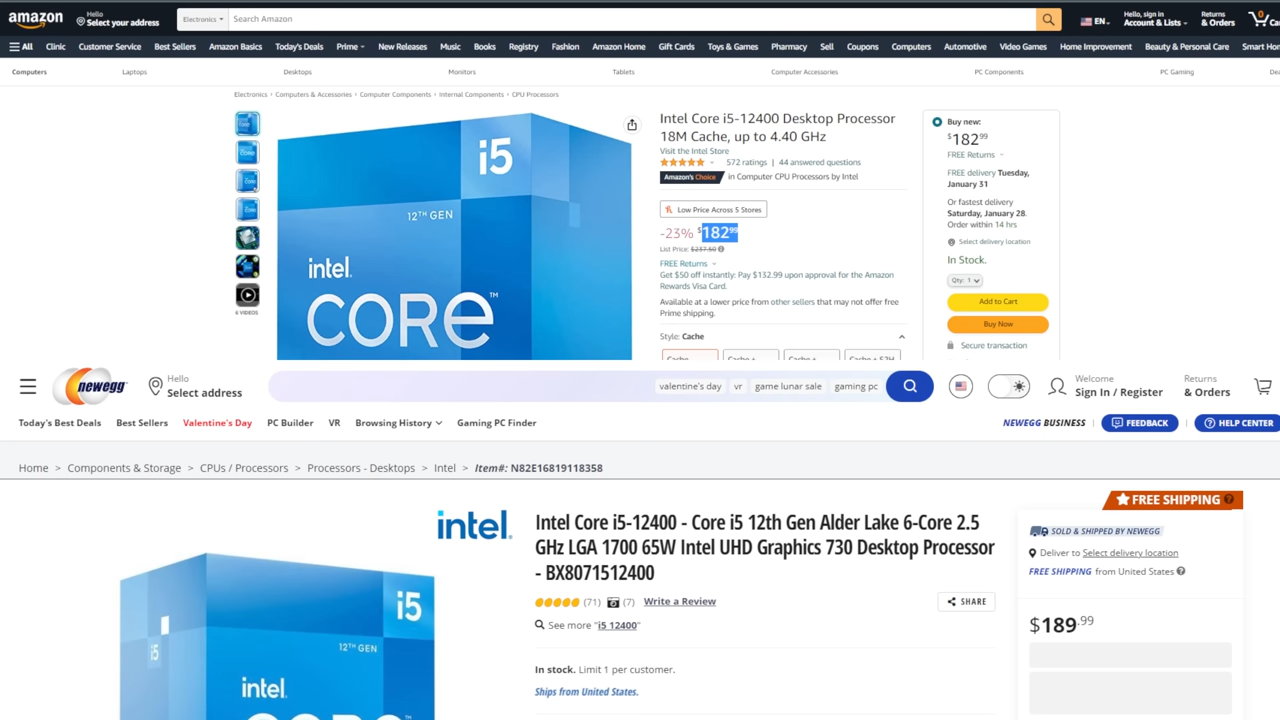 amazon
Hello
Select your address
Electronics
Search Amazon
EN
Hello, sign in
Account & Lists
Returns
& Orders
0
All Clinic Customer Service Best Sellers Amazon Basics Today's Deals Prime New Releases Music Books Registry Fashion Amazon Home Gift Cards Toys & Games Pharmacy Sell Coupons Computers Automotive Video Games Home Improvement Beauty & Personal Care Smart Hom
Computers Laptops Desktops Monitors Tablets Computer Accessories PC Components PC Gaming
Electronics › Computers & Accessories › Computer Components › Internal Components › CPU Processors
6 VIDEOS
i5
12TH GEN
intel.
CORE™
Intel Core i5-12400 Desktop Processor
18M Cache, up to 4.40 GHz
Visit the Intel Store
572 ratings | 44 answered questions
Amazon's Choice in Computer CPU Processors by Intel
Low Price Across 5 Stores
-23% $182⁹⁹
List Price: $237.50
FREE Returns
Get $50 off instantly: Pay $132.99 upon approval for the Amazon
Rewards Visa Card.
Available at a lower price from other sellers that may not offer free
Prime shipping.
Style: Cache
Cache Cache + Cache + Cache + S2H
Buy new:
$182⁹⁹
FREE Returns
FREE delivery Tuesday,
January 31
Or fastest delivery
Saturday, January 28.
Order within 14 hrs
Select delivery location
In Stock.
Qty: 1
Add to Cart
Buy Now
Secure transaction
newegg
Hello
Select address
valentine's day vr game lunar sale gaming pc
Welcome
Sign In / Register
Returns
& Orders
Today's Best Deals Best Sellers Valentine's Day PC Builder VR Browsing History Gaming PC Finder
NEWEGG BUSINESS FEEDBACK HELP CENTER
Home > Components & Storage > CPUs / Processors > Processors - Desktops > Intel > Item#: N82E16819118358
intel.
i5
i5
12TH GEN
intel.
Intel Core i5-12400 - Core i5 12th Gen Alder Lake 6-Core 2.5
GHz LGA 1700 65W Intel UHD Graphics 730 Desktop Processor
- BX8071512400
(71) (7) Write a Review
SHARE
See more "i5 12400"
In stock. Limit 1 per customer.
Ships from United States.
FREE SHIPPING
SOLD & SHIPPED BY NEWEGG
Deliver to Select delivery location
FREE SHIPPING from United States
$189.99